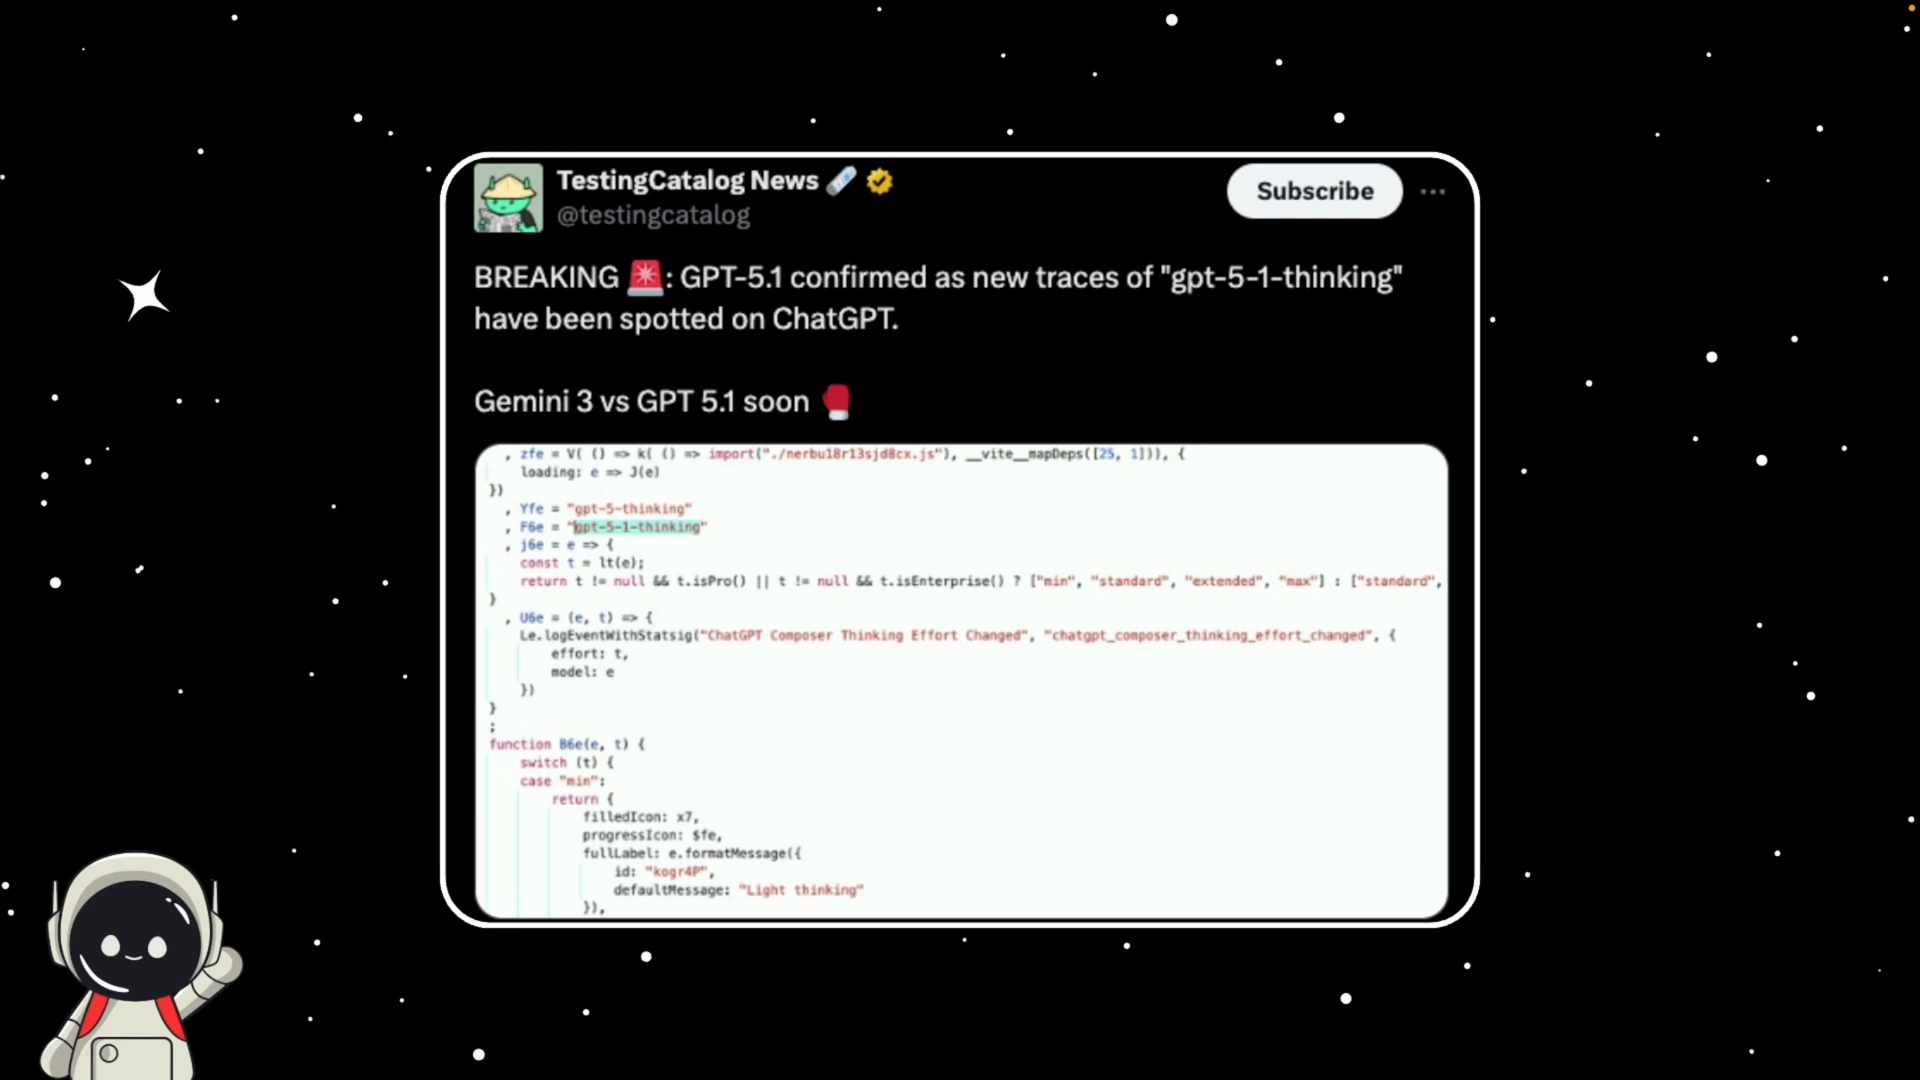 TestingCatalog News
@testingcatalog
Subscribe
BREAKING 🚨: GPT-5.1 confirmed as new traces of "gpt-5-1-thinking"
have been spotted on ChatGPT.
Gemini 3 vs GPT 5.1 soon 🥊
, zfe = V( () => k( () => import("./nerbu18r13sjd8cx.js"), __vite__mapDeps([25, 1])), {
loading: e => J(e)
})
, Yfe = "gpt-5-thinking"
, F6e = "gpt-5-1-thinking"
, j6e = e => {
const t = lt(e);
return t != null && t.isPro() || t != null && t.isEnterprise() ? ["min", "standard", "extended", "max"] : ["standard",
}
, U6e = (e, t) => {
Le.logEventWithStatsig("ChatGPT Composer Thinking Effort Changed", "chatgpt_composer_thinking_effort_changed", {
effort: t,
model: e
})
}
;
function B6e(e, t) {
switch (t) {
case "min":
return {
filledIcon: x7,
progressIcon: $fe,
fullLabel: e.formatMessage({
id: "kogr4P",
defaultMessage: "Light thinking"
}),